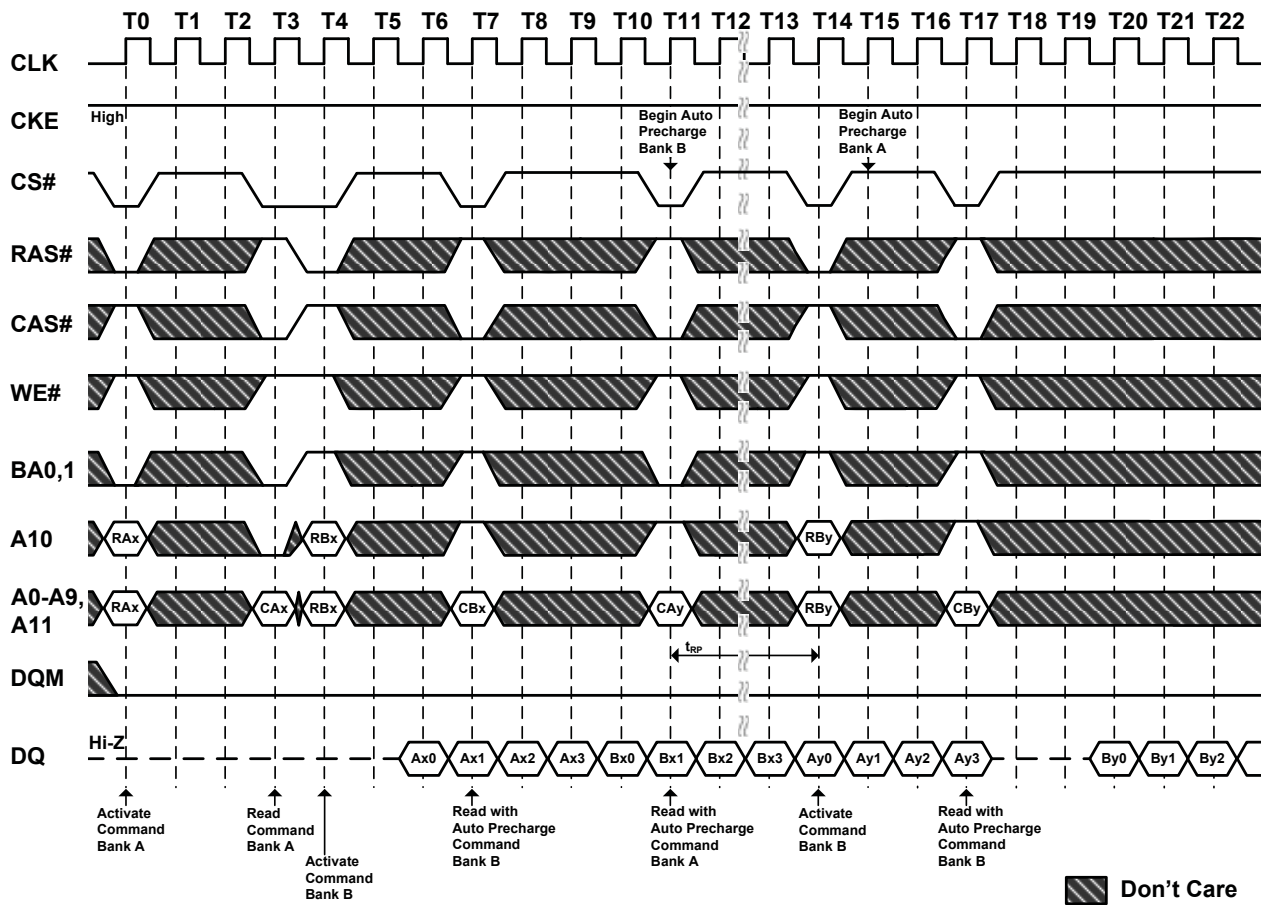 T0 T1 T2 T3 T4 T5 T6 T7 T8 T9 T10 T11 T12 T13 T14 T15 T16 T17 T18 T19 T20 T21 T22
CLK
CKE
High
Begin Auto
Precharge
Bank B
Begin Auto
Precharge
Bank A
CS#
RAS#
CAS#
WE#
BA0,1
A10
RAx
RBx
RBy
A0-A9,
A11
RAx
CAx
RBx
CBx
CAy
RBy
CBy
tRP
DQM
DQ
Hi-Z
Ax0 Ax1 Ax2 Ax3 Bx0 Bx1 Bx2 Bx3 Ay0 Ay1 Ay2 Ay3 By0 By1 By2
Activate
Command
Bank A
Read
Command
Bank A
Activate
Command
Bank B
Read with
Auto Precharge
Command
Bank B
Read with
Auto Precharge
Command
Bank A
Activate
Command
Bank B
Read with
Auto Precharge
Command
Bank B
Don't Care